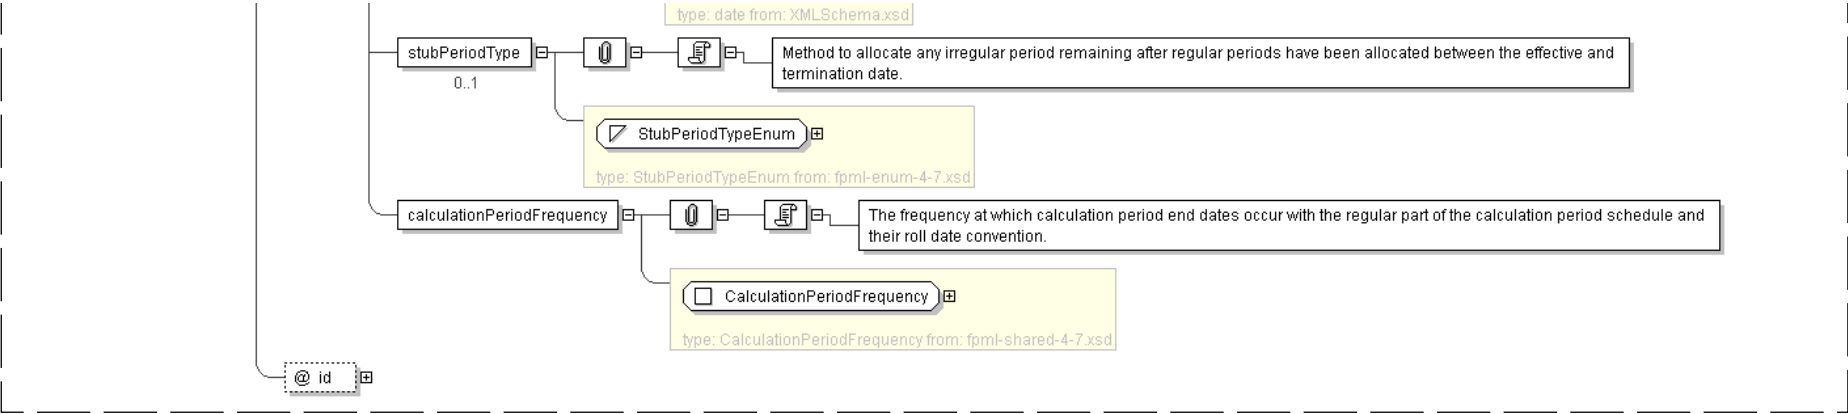 type: date from: XMLSchema.xsd
stubPeriodType
Method to allocate any irregular period remaining after regular periods have been allocated between the effective and
termination date.
0..1
StubPeriodTypeEnum
type: StubPeriodTypeEnum from: fpml-enum-4-7.xsd
calculationPeriodFrequency
The frequency at which calculation period end dates occur with the regular part of the calculation period schedule and
their roll date convention.
CalculationPeriodFrequency
type: CalculationPeriodFrequency from: fpml-shared-4-7.xsd
@ id